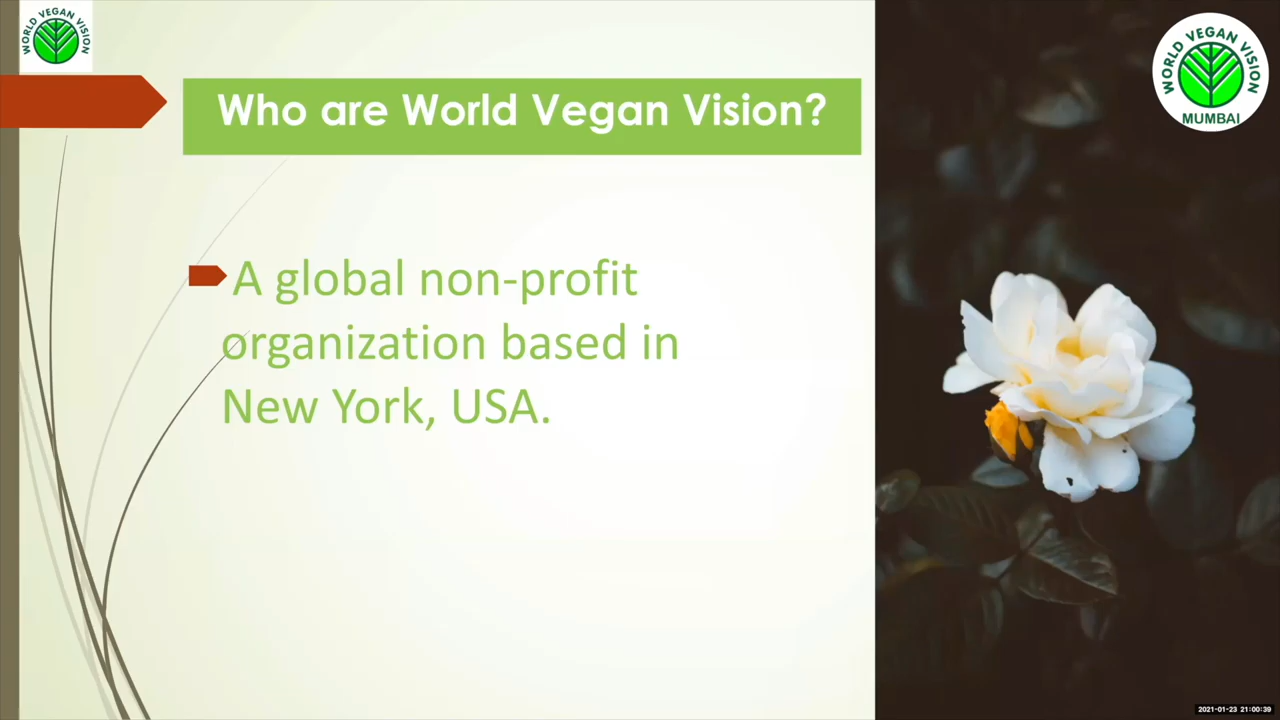 WORLD VEGAN VISION
WORLD VEGAN VISION
MUMBAI
Who are World Vegan Vision?
A global non-profit
organization based in
New York, USA.
2021-01-23 21:00:39